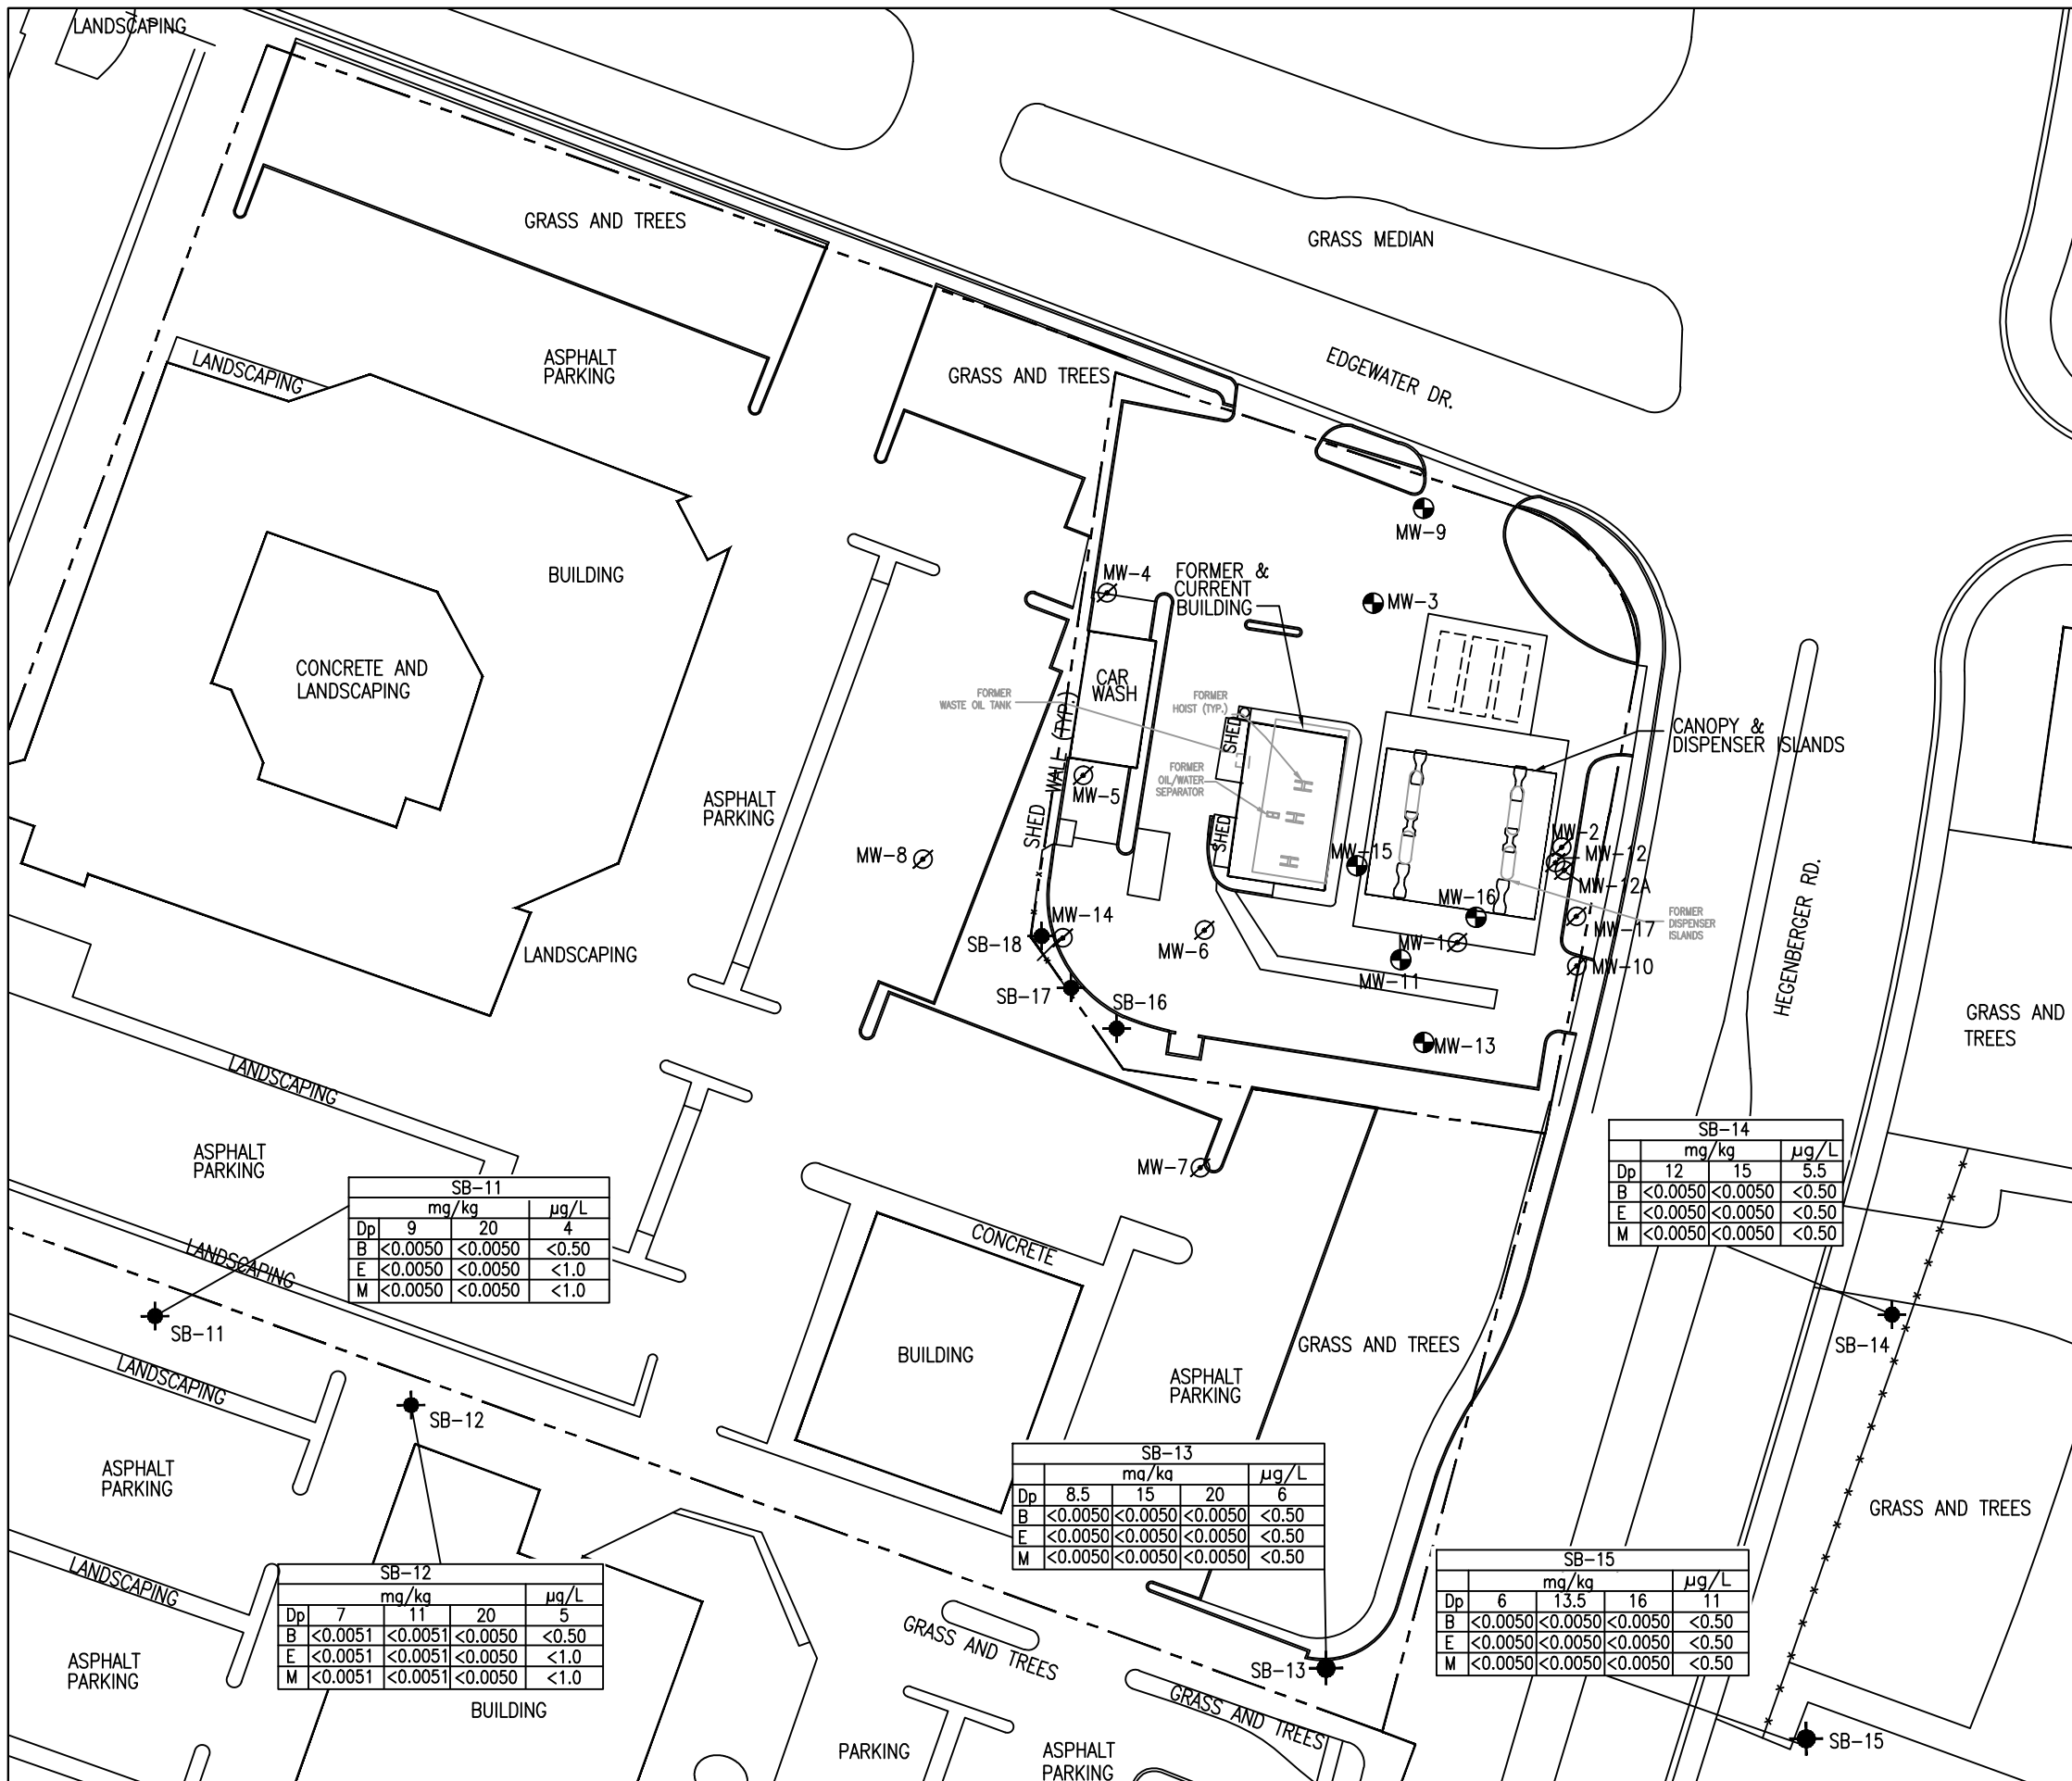 LANDSCAPING
GRASS AND TREES
GRASS MEDIAN
EDGEWATER DR.
ASPHALT
PARKING
LANDSCAPING
GRASS AND TREES
MW-9
BUILDING
MW-4
FORMER &
CURRENT
BUILDING
MW-3
CONCRETE AND
LANDSCAPING
CAR
WASH
FORMER
WASTE OIL TANK
FORMER
HOIST (TYP.)
SHED
WALL (TYP.)
SHED
CANOPY &
DISPENSER ISLANDS
FORMER
OIL/WATER
SEPARATOR
MW-5
ASPHALT
PARKING
SHED
MW-8
MW-15
MW-2
MW-12
MW-12A
MW-16
MW-17
FORMER
DISPENSER
ISLANDS
HEGENBERGER RD.
MW-14
SB-18
MW-6
MW-1
MW-10
MW-11
LANDSCAPING
SB-17
SB-16
MW-13
GRASS AND
TREES
LANDSCAPING
ASPHALT
PARKING
MW-7
SB-14
mg/kg µg/L
Dp 12 15 5.5
B <0.0050 <0.0050 <0.50
E <0.0050 <0.0050 <0.50
M <0.0050 <0.0050 <0.50
SB-11
mg/kg µg/L
Dp 9 20 4
B <0.0050 <0.0050 <0.50
E <0.0050 <0.0050 <1.0
M <0.0050 <0.0050 <1.0
CONCRETE
LANDSCAPING
SB-11
SB-14
BUILDING
GRASS AND TREES
LANDSCAPING
ASPHALT
PARKING
SB-12
ASPHALT
PARKING
GRASS AND TREES
SB-13
mg/kg µg/L
Dp 8.5 15 20 6
B <0.0050 <0.0050 <0.0050 <0.50
E <0.0050 <0.0050 <0.0050 <0.50
M <0.0050 <0.0050 <0.0050 <0.50
SB-15
mg/kg µg/L
Dp 6 13.5 16 11
B <0.0050 <0.0050 <0.0050 <0.50
E <0.0050 <0.0050 <0.0050 <0.50
M <0.0050 <0.0050 <0.0050 <0.50
LANDSCAPING
SB-12
mg/kg µg/L
Dp 7 11 20 5
B <0.0051 <0.0051 <0.0050 <0.50
E <0.0051 <0.0051 <0.0050 <1.0
M <0.0051 <0.0051 <0.0050 <1.0
GRASS AND TREES
ASPHALT
PARKING
SB-13
BUILDING
GRASS AND TREES
SB-15
PARKING
ASPHALT
PARKING